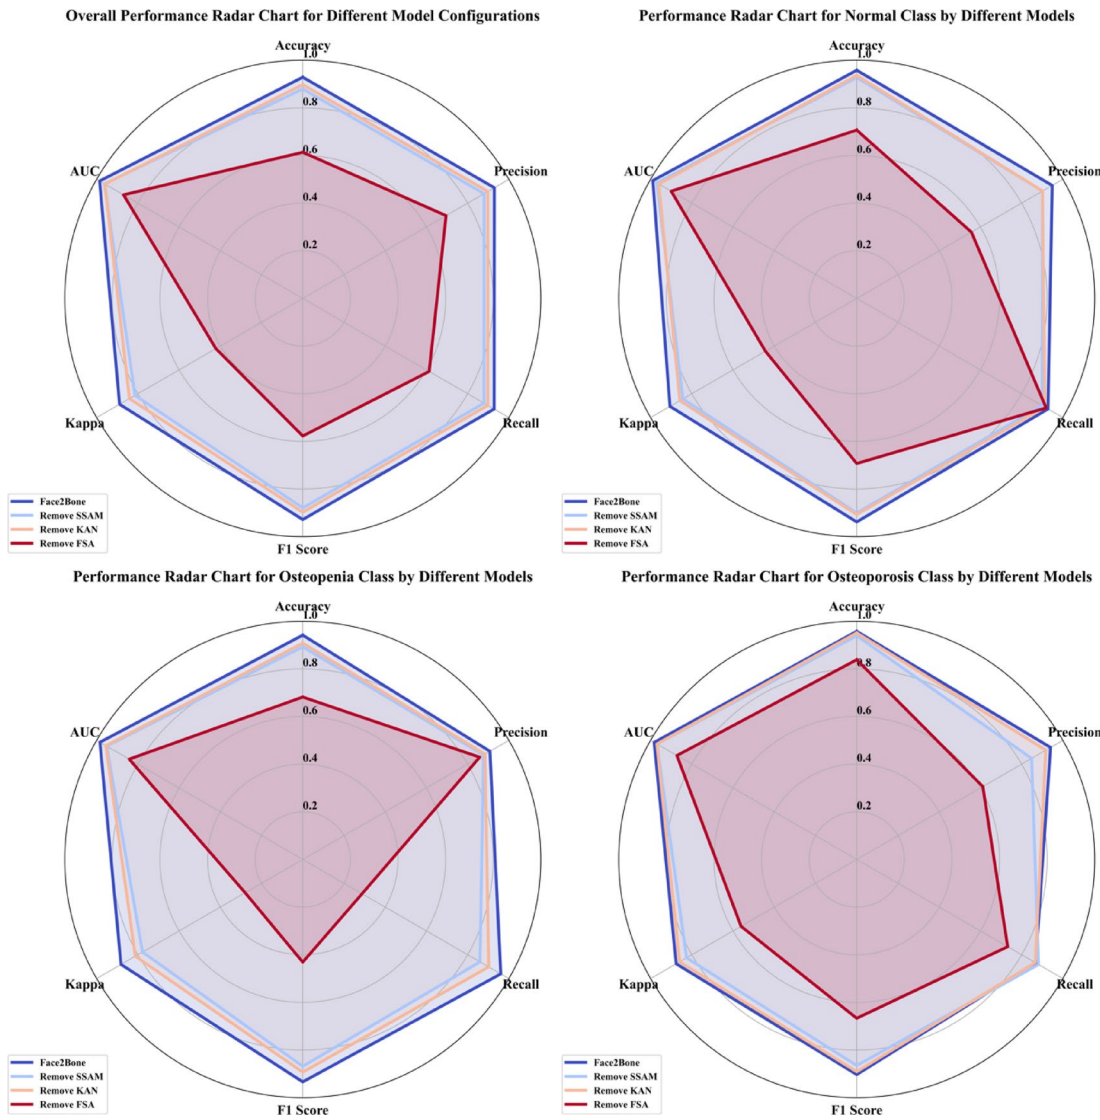 Overall Performance Radar Chart for Different Model Configurations
Accuracy
1.0
0.8
0.6
0.4
0.2
AUC
Precision
Kappa
Recall
F1 Score
Face2Bone
Remove SSAM
Remove KAN
Remove FSA
Performance Radar Chart for Normal Class by Different Models
Accuracy
1.0
0.8
0.6
0.4
0.2
AUC
Precision
Kappa
Recall
F1 Score
Face2Bone
Remove SSAM
Remove KAN
Remove FSA
Performance Radar Chart for Osteopenia Class by Different Models
Accuracy
1.0
0.8
0.6
0.4
0.2
AUC
Precision
Kappa
Recall
F1 Score
Face2Bone
Remove SSAM
Remove KAN
Remove FSA
Performance Radar Chart for Osteoporosis Class by Different Models
Accuracy
1.0
0.8
0.6
0.4
0.2
AUC
Precision
Kappa
Recall
F1 Score
Face2Bone
Remove SSAM
Remove KAN
Remove FSA